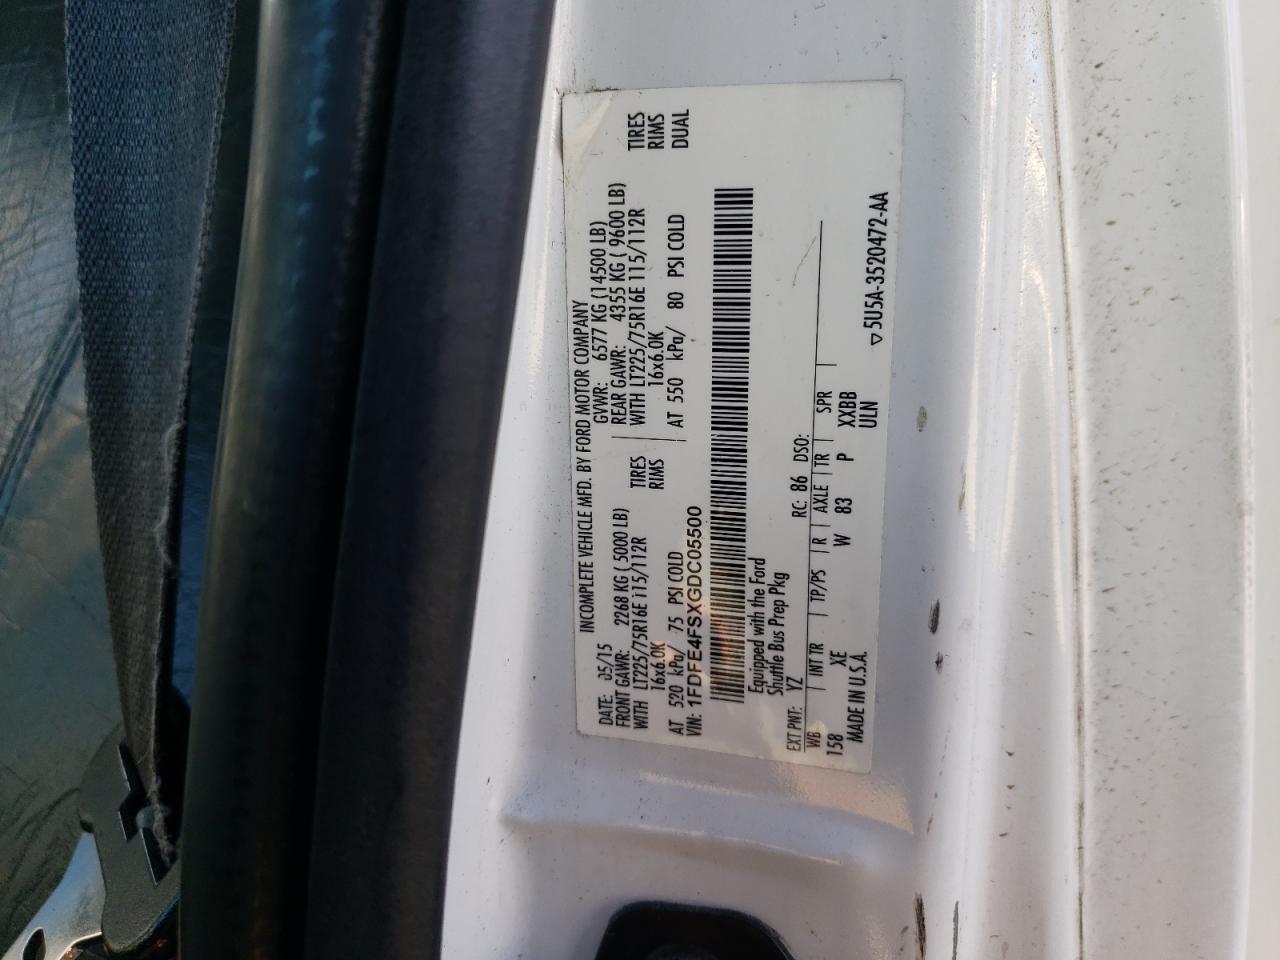 INCOMPLETE VEHICLE MFD. BY FORD MOTOR COMPANY
DATE: 05/15 GVWR: 6577 KG (14500 LB)
FRONT GAWR: 2268 KG ( 5000 LB) REAR GAWR: 4355 KG ( 9600 LB)
WITH LT225/75R16E 115/112R TIRES WITH LT225/75R16E 115/112R TIRES
16x6.0K RIMS 16x6.0K RIMS
AT 520 kPa/ 75 PSI COLD AT 550 kPa/ 80 PSI COLD DUAL
VIN: 1FDFE4FSXGDC05500
Equipped with the Ford
Shuttle Bus Prep Pkg
EXT PNT: YZ RC: 86 DSO:
WB INT TR TP/PS R AXLE TR SPR
158 XE W 83 P XXBB
MADE IN U.S.A. ULN
▽ 5U5A-3520472-AA